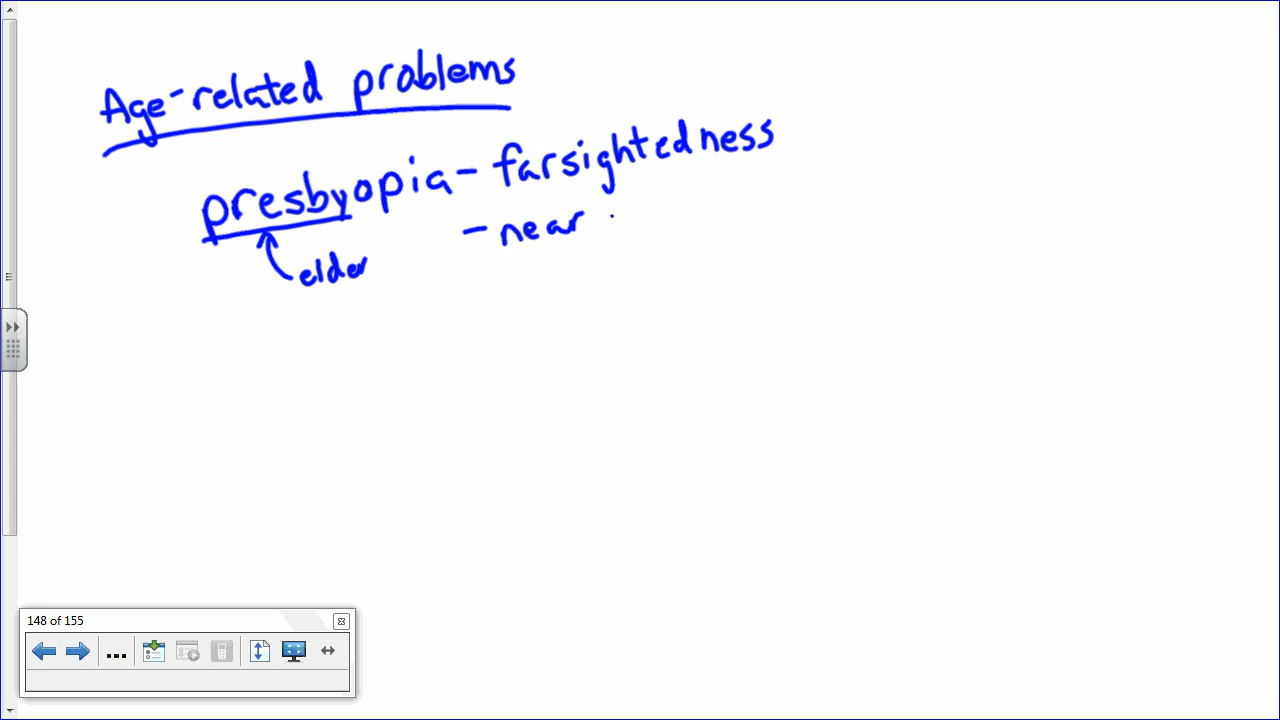 Age-related problems
presbyopia - farsightedness
- near
elder
148 of 155
...